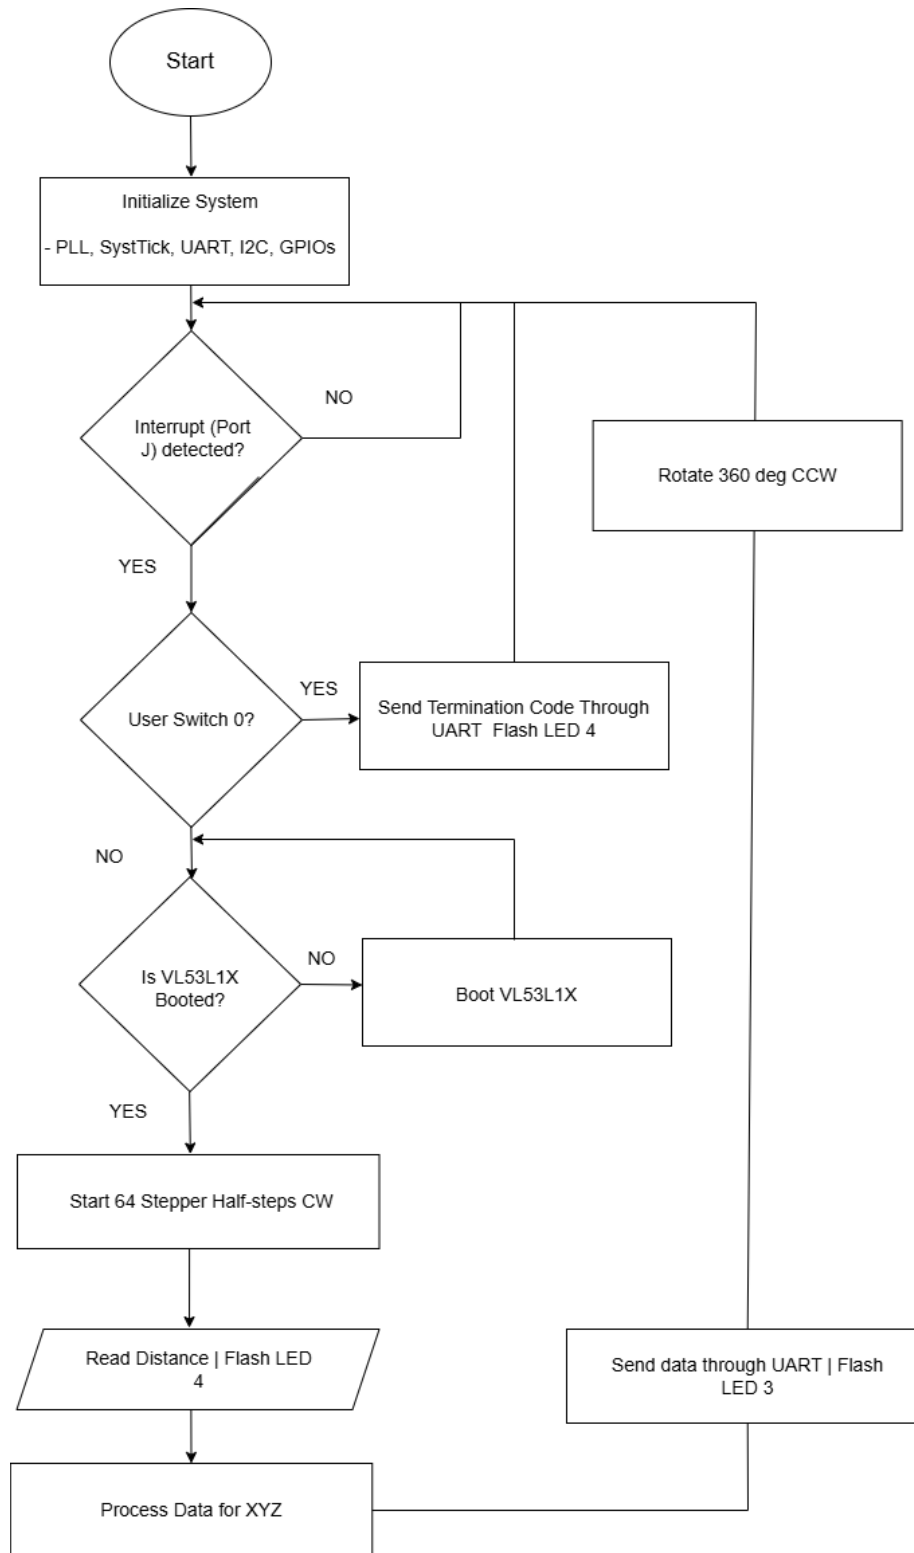 Start
Initialize System
- PLL, SystTick, UART, I2C, GPIOs
NO
Interrupt (Port
J) detected?
Rotate 360 deg CCW
YES
YES
User Switch 0?
Send Termination Code Through
UART  Flash LED 4
NO
NO
Is VL53L1X
Booted?
Boot VL53L1X
YES
Start 64 Stepper Half-steps CW
Read Distance | Flash LED
4
Send data through UART | Flash
LED 3
Process Data for XYZ